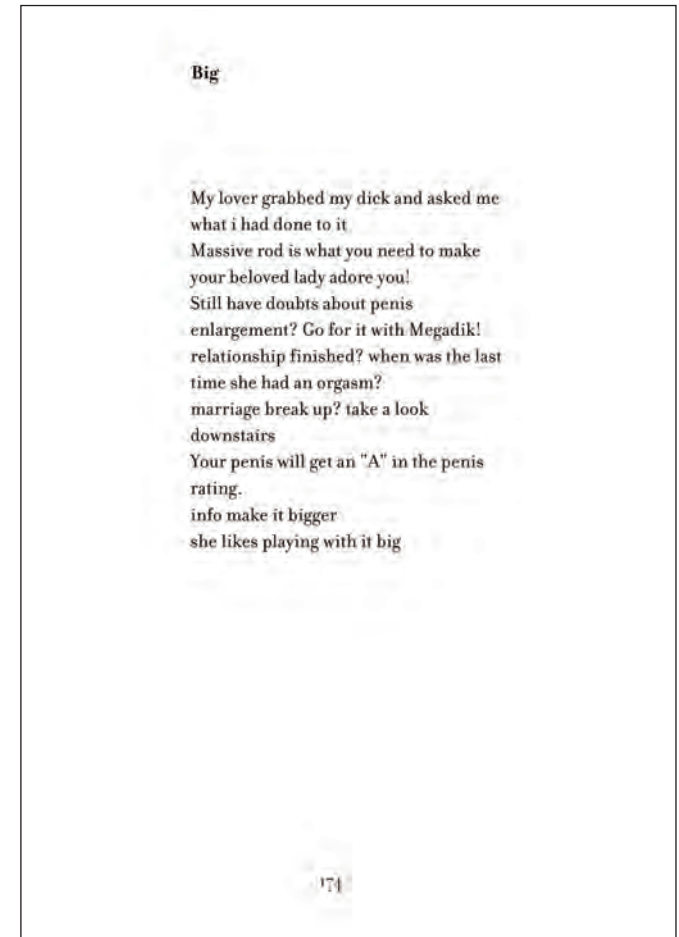 Big
My lover grabbed my dick and asked me
what i had done to it
Massive rod is what you need to make
your beloved lady adore you!
Still have doubts about penis
enlargement? Go for it with Megadik!
relationship finished? when was the last
time she had an orgasm?
marriage break up? take a look
downstairs
Your penis will get an "A" in the penis
rating.
info make it bigger
she likes playing with it big
174